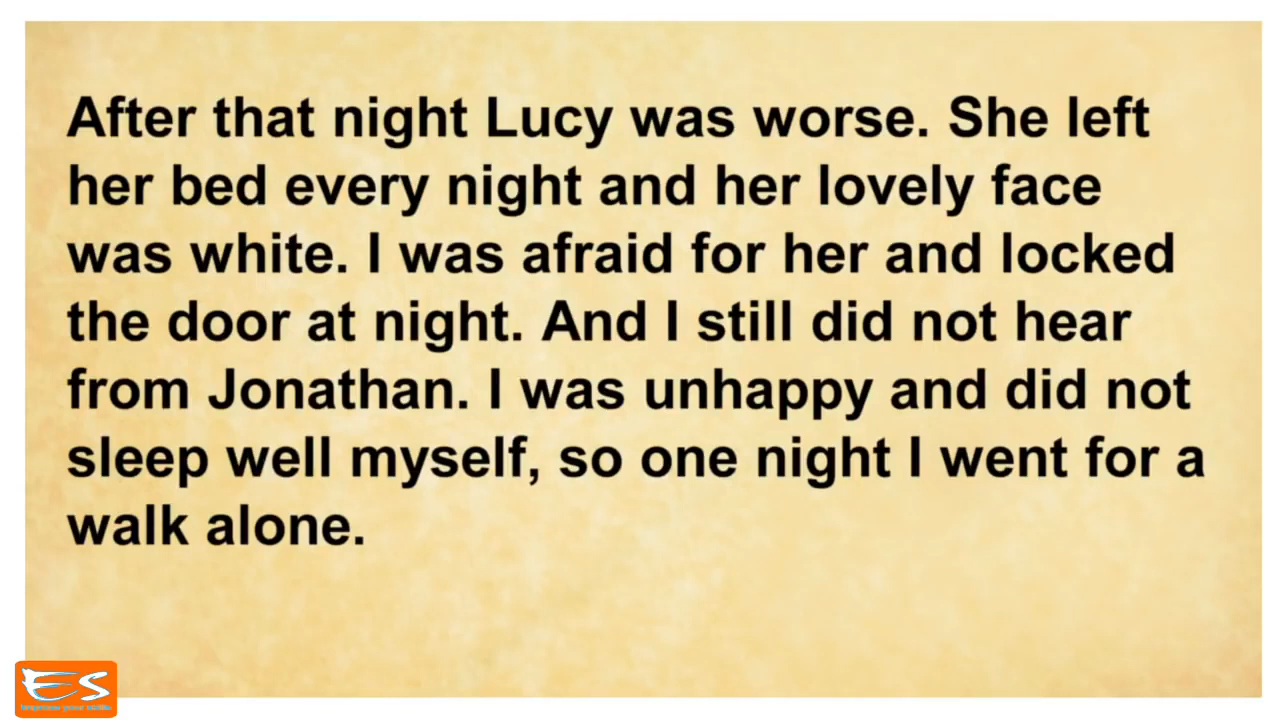 After that night Lucy was worse. She left
her bed every night and her lovely face
was white. I was afraid for her and locked
the door at night. And I still did not hear
from Jonathan. I was unhappy and did not
sleep well myself, so one night I went for a
walk alone.
ES